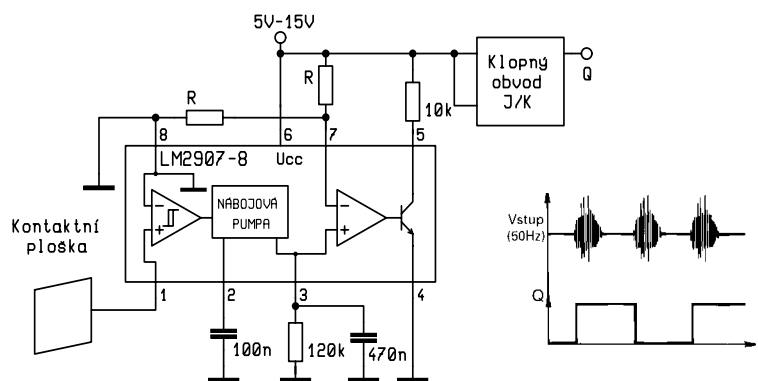 5V-15V
Klopný
obvod
J/K
Q
R
R
10k
8
6
7
5
LM2907-8
Ucc
NÁBOJOVÁ
PUMPA
Kontaktní
ploška
1
2
3
4
100n
120k
470n
Vstup
(50Hz)
Q